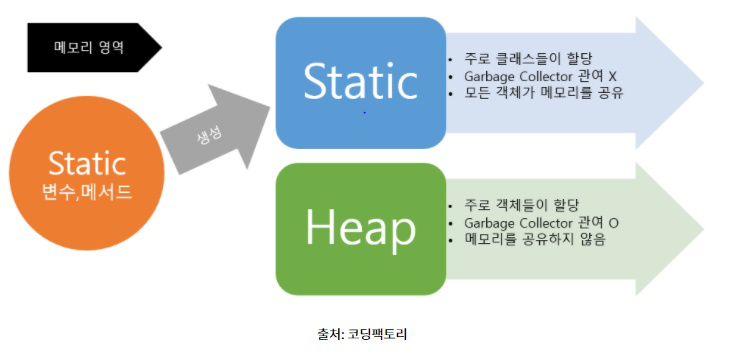 메모리 영역
Static
변수,메서드
생성
Static
• 주로 클래스들이 할당
• Garbage Collector 관여 X
• 모든 객체가 메모리를 공유
Heap
• 주로 객체들이 할당
• Garbage Collector 관여 O
• 메모리를 공유하지 않음
출처: 코딩팩토리